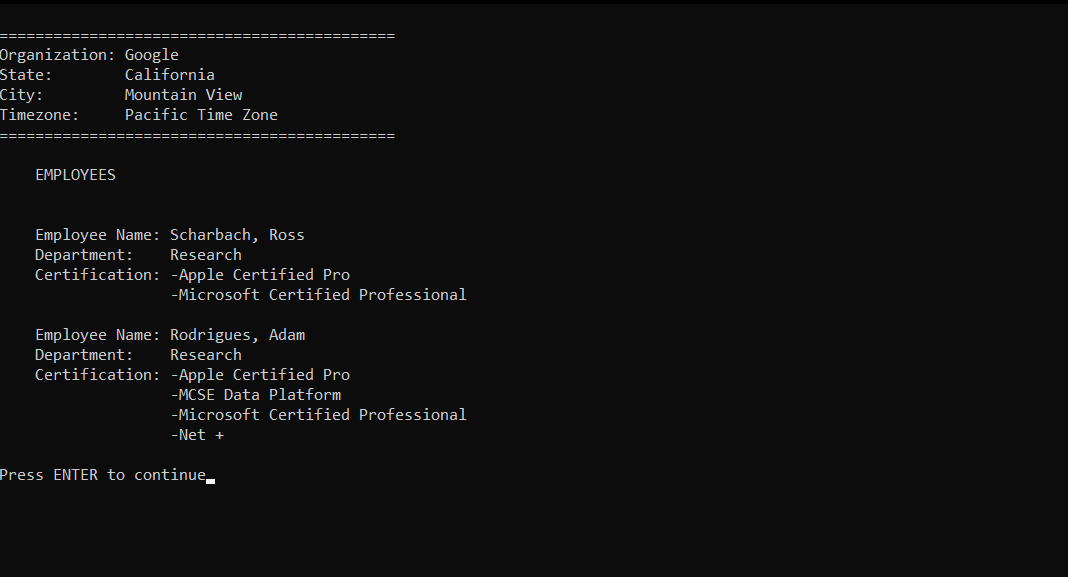 ============================================
Organization: Google
State:        California
City:         Mountain View
Timezone:     Pacific Time Zone
============================================
EMPLOYEES
Employee Name: Scharbach, Ross
Department:    Research
Certification: -Apple Certified Pro
-Microsoft Certified Professional
Employee Name: Rodrigues, Adam
Department:    Research
Certification: -Apple Certified Pro
-MCSE Data Platform
-Microsoft Certified Professional
-Net +
Press ENTER to continue